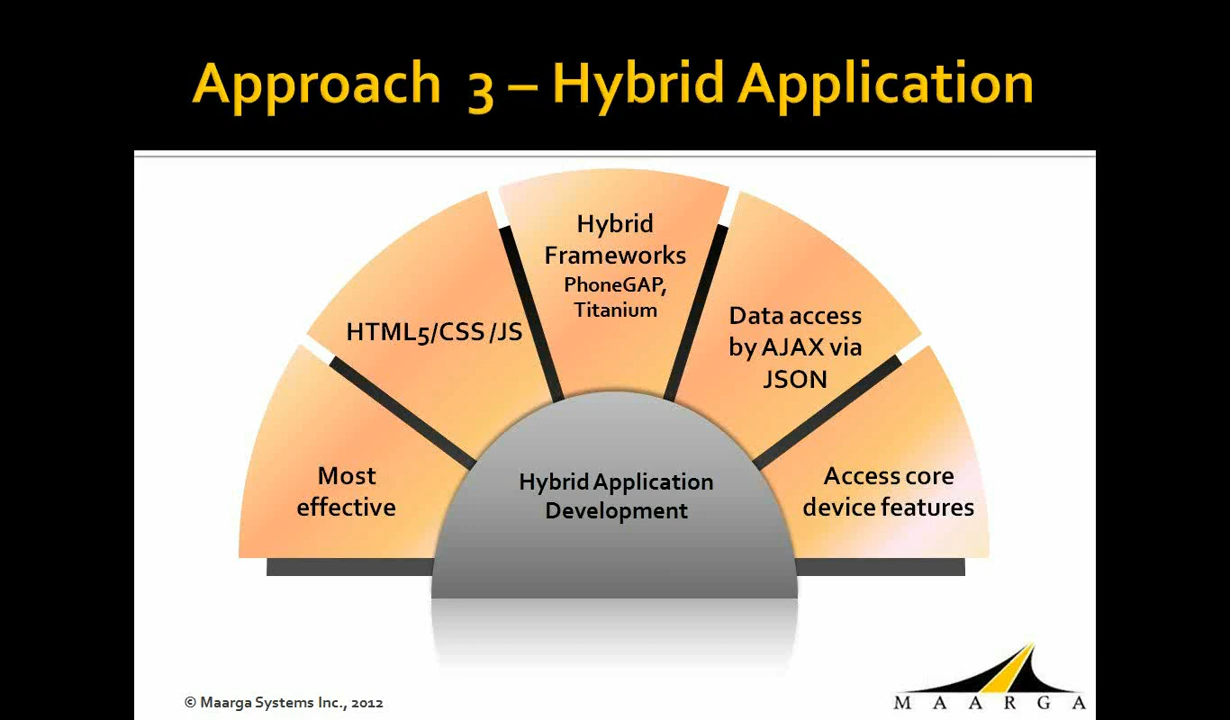 Approach 3 – Hybrid Application
Hybrid
Frameworks
PhoneGAP,
Titanium
HTML5/CSS /JS
Data access
by AJAX via
JSON
Most
effective
Hybrid Application
Development
Access core
device features
© Maarga Systems Inc., 2012
MAARGA